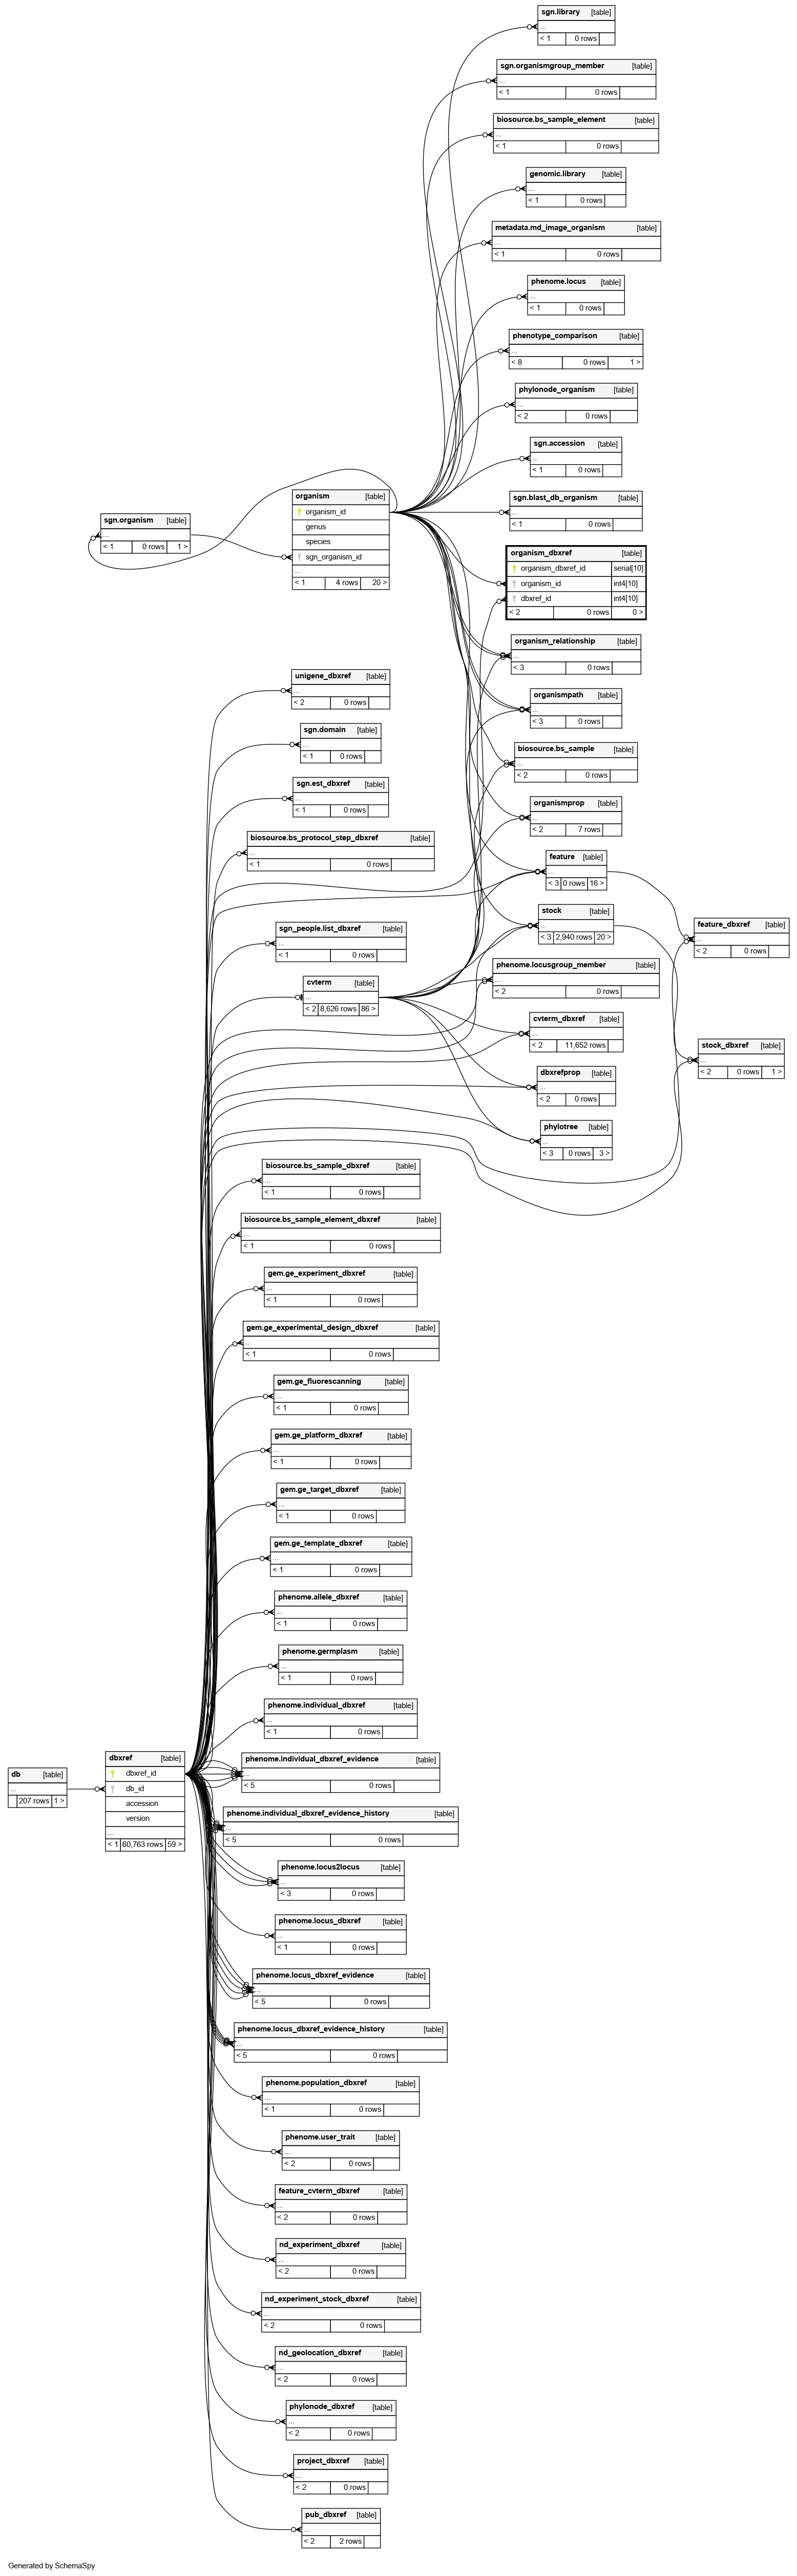 sgn.library [table]
...
< 1 0 rows
sgn.organismgroup_member [table]
...
< 1 0 rows
biosource.bs_sample_element [table]
...
< 1 0 rows
genomic.library [table]
...
< 1 0 rows
metadata.md_image_organism [table]
...
< 1 0 rows
phenome.locus [table]
...
< 1 0 rows
phenotype_comparison [table]
...
< 8 0 rows 1 >
phylonode_organism [table]
...
< 2 0 rows
sgn.accession [table]
...
< 1 0 rows
sgn.blast_db_organism [table]
...
< 1 0 rows
organism [table]
organism_id
genus
species
sgn_organism_id
...
< 1 4 rows 20 >
sgn.organism [table]
...
< 1 0 rows 1 >
organism_dbxref [table]
organism_dbxref_id serial[10]
organism_id int4[10]
dbxref_id int4[10]
< 2 0 rows 0 >
organism_relationship [table]
...
< 3 0 rows
organismpath [table]
...
< 3 0 rows
biosource.bs_sample [table]
...
< 2 0 rows
organismprop [table]
...
< 2 7 rows
feature [table]
...
< 3 0 rows 16 >
stock [table]
...
< 3 2,940 rows 20 >
feature_dbxref [table]
...
< 2 0 rows
phenome.locusgroup_member [table]
...
< 2 0 rows
cvterm_dbxref [table]
...
< 2 11,652 rows
stock_dbxref [table]
...
< 2 0 rows 1 >
dbxrefprop [table]
...
< 2 0 rows
phylotree [table]
...
< 3 0 rows 3 >
unigene_dbxref [table]
...
< 2 0 rows
sgn.domain [table]
...
< 1 0 rows
sgn.est_dbxref [table]
...
< 1 0 rows
biosource.bs_protocol_step_dbxref [table]
...
< 1 0 rows
sgn_people.list_dbxref [table]
...
< 1 0 rows
cvterm [table]
...
< 2 8,626 rows 86 >
biosource.bs_sample_dbxref [table]
...
< 1 0 rows
biosource.bs_sample_element_dbxref [table]
...
< 1 0 rows
gem.ge_experiment_dbxref [table]
...
< 1 0 rows
gem.ge_experimental_design_dbxref [table]
...
< 1 0 rows
gem.ge_fluorescanning [table]
...
< 1 0 rows
gem.ge_platform_dbxref [table]
...
< 1 0 rows
gem.ge_target_dbxref [table]
...
< 1 0 rows
gem.ge_template_dbxref [table]
...
< 1 0 rows
phenome.allele_dbxref [table]
...
< 1 0 rows
phenome.germplasm [table]
...
< 1 0 rows
phenome.individual_dbxref [table]
...
< 1 0 rows
db [table]
...
207 rows 1 >
dbxref [table]
dbxref_id
db_id
accession
version
...
< 1 60,763 rows 59 >
phenome.individual_dbxref_evidence [table]
...
< 5 0 rows
phenome.individual_dbxref_evidence_history [table]
...
< 5 0 rows
phenome.locus2locus [table]
...
< 3 0 rows
phenome.locus_dbxref [table]
...
< 1 0 rows
phenome.locus_dbxref_evidence [table]
...
< 5 0 rows
phenome.locus_dbxref_evidence_history [table]
...
< 5 0 rows
phenome.population_dbxref [table]
...
< 1 0 rows
phenome.user_trait [table]
...
< 2 0 rows
feature_cvterm_dbxref [table]
...
< 2 0 rows
nd_experiment_dbxref [table]
...
< 2 0 rows
nd_experiment_stock_dbxref [table]
...
< 2 0 rows
nd_geolocation_dbxref [table]
...
< 2 0 rows
phylonode_dbxref [table]
...
< 2 0 rows
project_dbxref [table]
...
< 2 0 rows
pub_dbxref [table]
...
< 2 2 rows
Generated by SchemaSpy